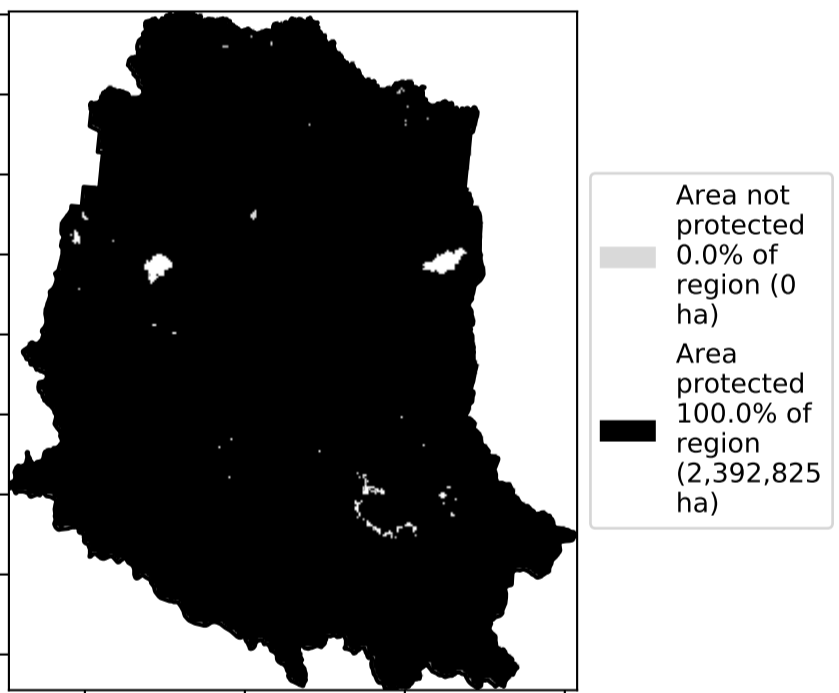 Area not
protected
0.0% of
region (0
ha)
Area
protected
100.0% of
region
(2,392,825
ha)